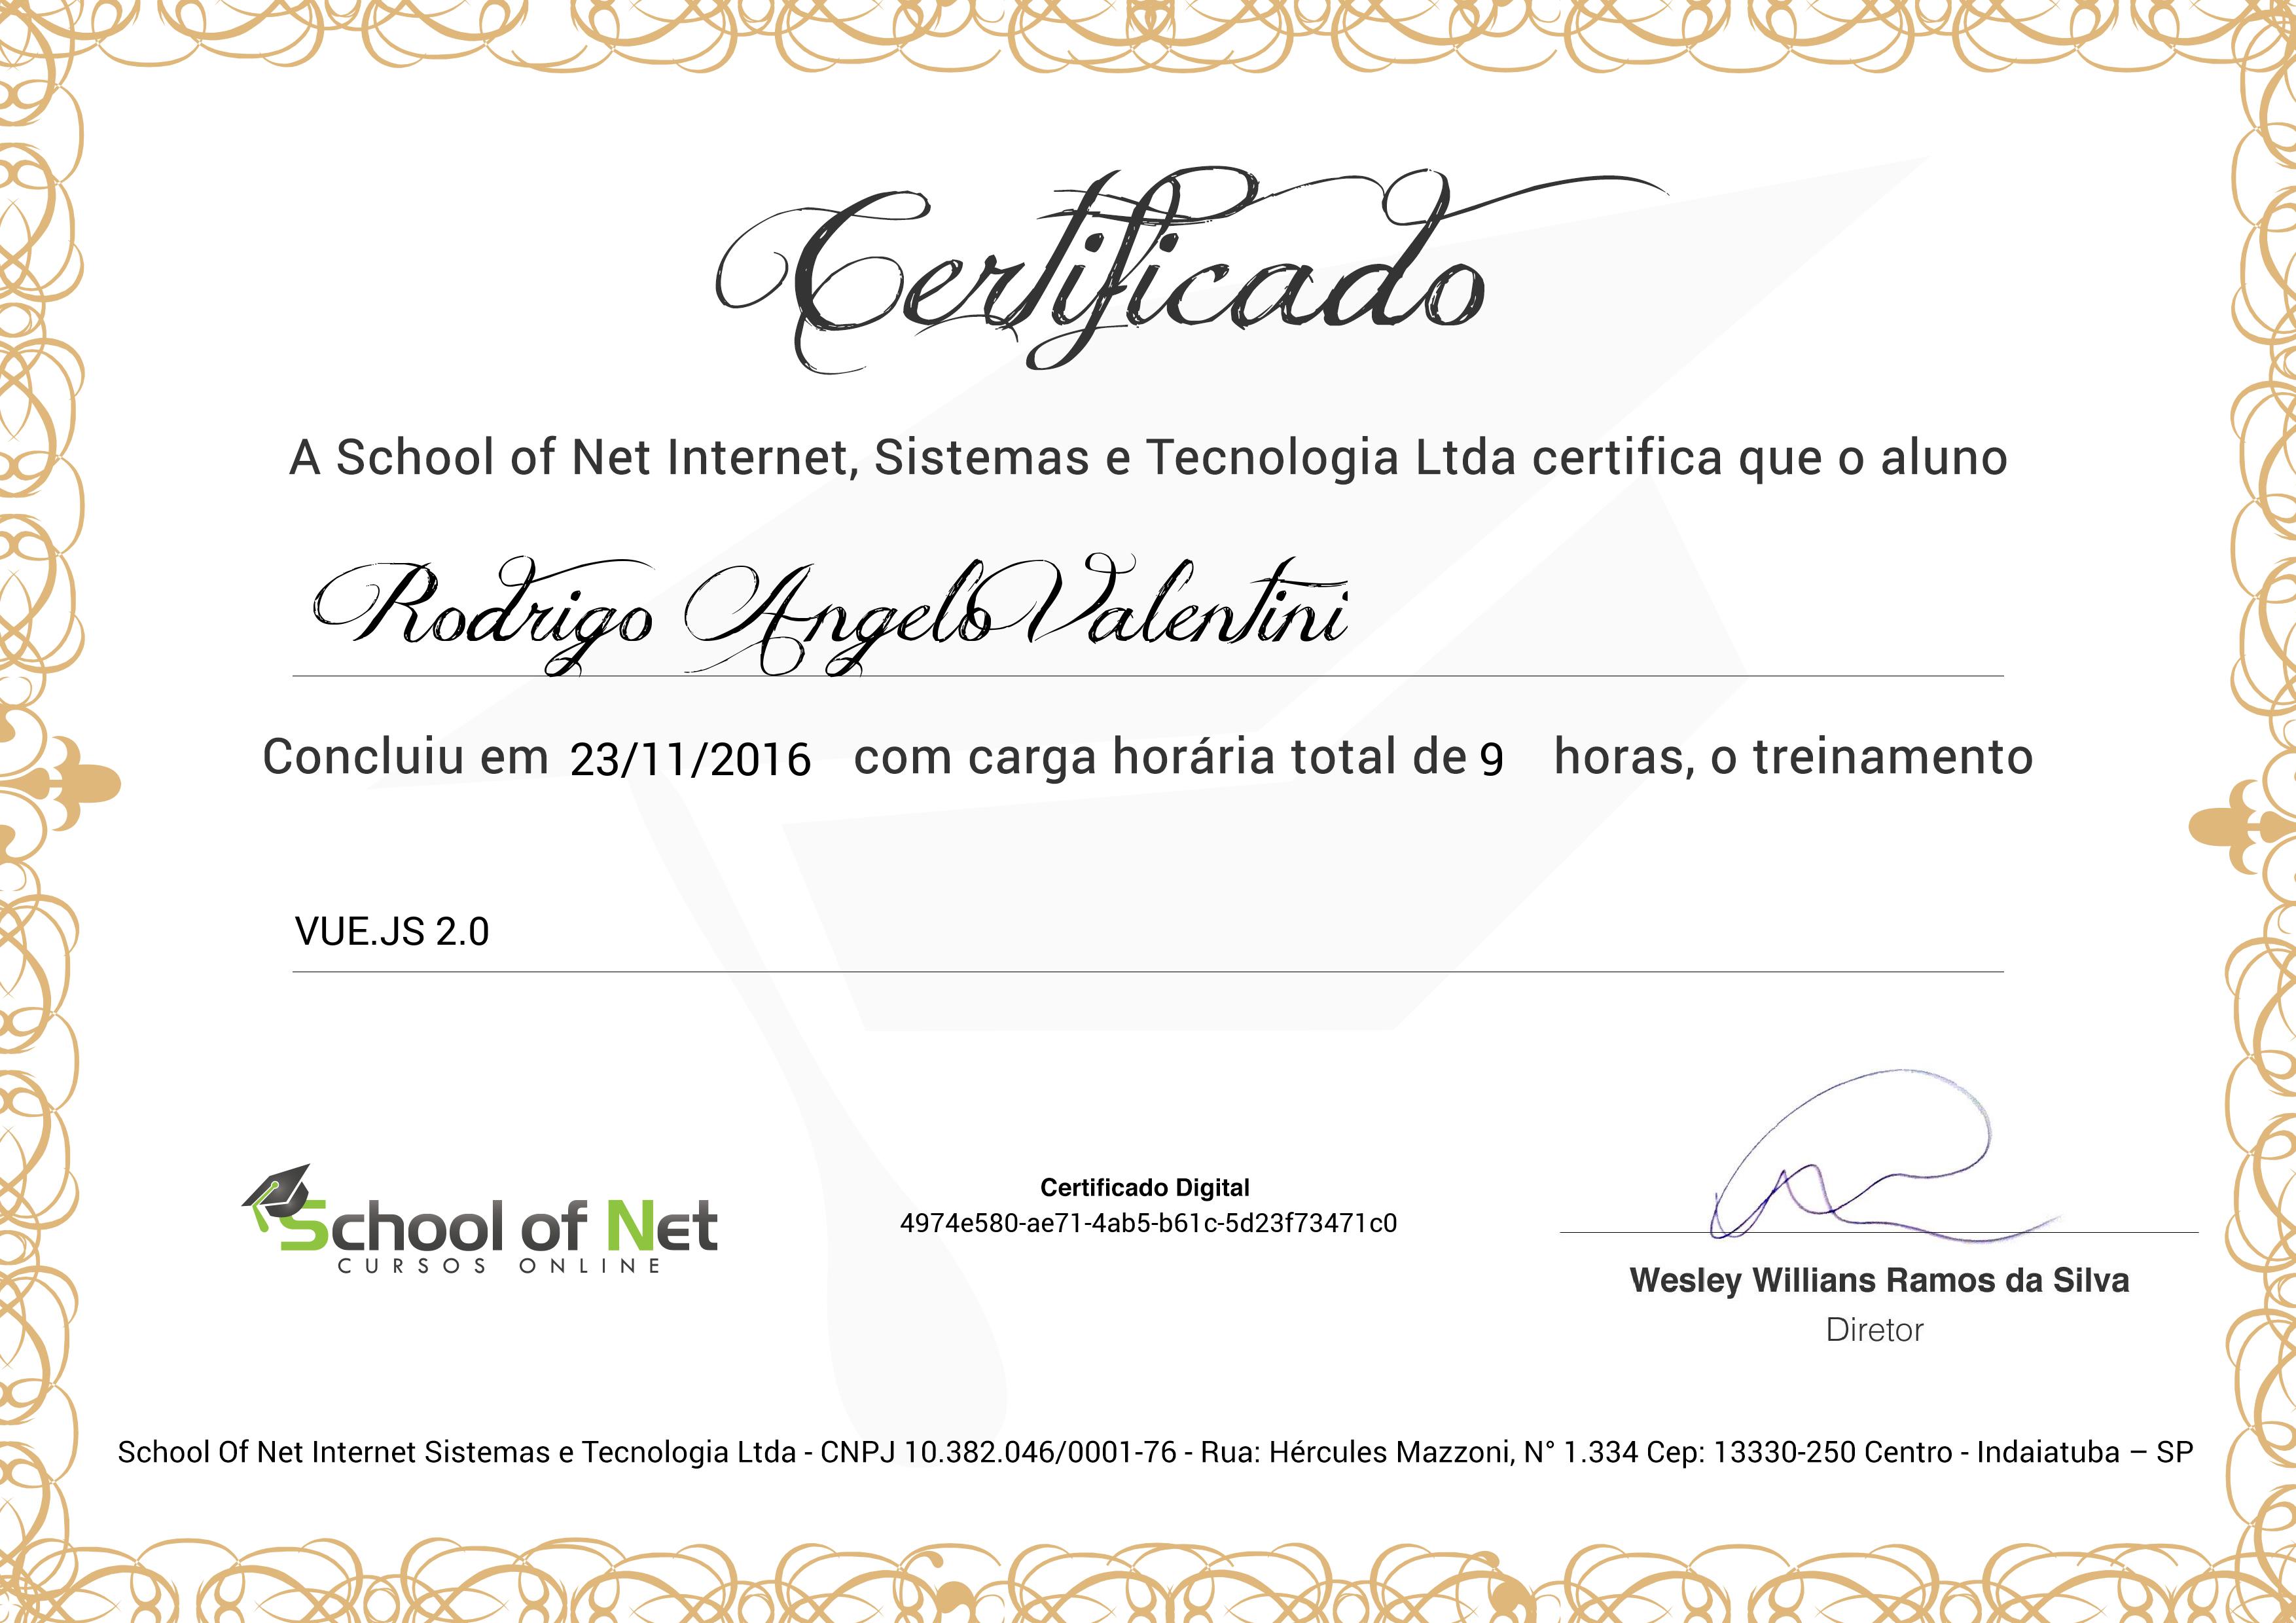 Certificado
A School of Net Internet, Sistemas e Tecnologia Ltda certifica que o aluno
Rodrigo Angelo Valentini
Concluiu em 23/11/2016 com carga horária total de 9 horas, o treinamento
VUE.JS 2.0
School of Net
CURSOS ONLINE
Certificado Digital
4974e580-ae71-4ab5-b61c-5d23f73471c0
Wesley Willians Ramos da Silva
Diretor
School Of Net Internet Sistemas e Tecnologia Ltda - CNPJ 10.382.046/0001-76 - Rua: Hércules Mazzoni, N° 1.334 Cep: 13330-250 Centro - Indaiatuba – SP